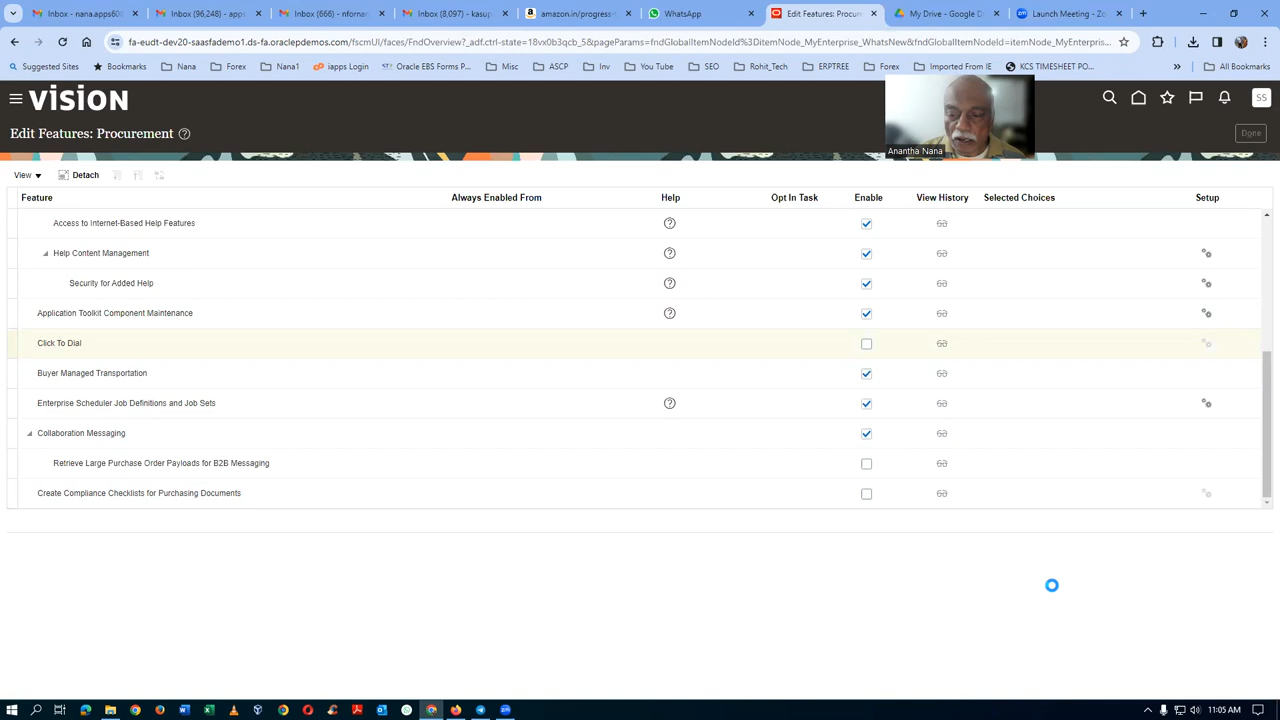 Inbox (3) - nana.apps60
Inbox (96,248) - apps
Inbox (666) - nfornan
Inbox (8,097) - kasup
amazon.in/progress-t
WhatsApp
Edit Features: Procurem
My Drive - Google D
Launch Meeting - Zo
fa-eudt-dev20-saasfademo1.ds-fa.oraclepdemos.com/fscmUI/faces/FndOverview?_adf.ctrl-state=18vx0b3qcb_5&pageParams=fndGlobalItemNodeId%3DitemNode_MyEnterprise_WhatsNew&fndGlobalItemNodeId=itemNode_MyEnterpris...
Suggested Sites
Bookmarks
Nana
Forex
Nana1
iapps Login
Oracle EBS Forms P...
Misc
ASCP
Inv
You Tube
SEO
Rohit_Tech
ERPTREE
Forex
Imported From IE
KCS TIMESHEET PO...
All Bookmarks
VISION
SS
Edit Features: Procurement
Done
Anantha Nana
View
Detach
Feature Always Enabled From Help Opt In Task Enable View History Selected Choices Setup
Access to Internet-Based Help Features
Help Content Management
Security for Added Help
Application Toolkit Component Maintenance
Click To Dial
Buyer Managed Transportation
Enterprise Scheduler Job Definitions and Job Sets
Collaboration Messaging
Retrieve Large Purchase Order Payloads for B2B Messaging
Create Compliance Checklists for Purchasing Documents
11:05 AM